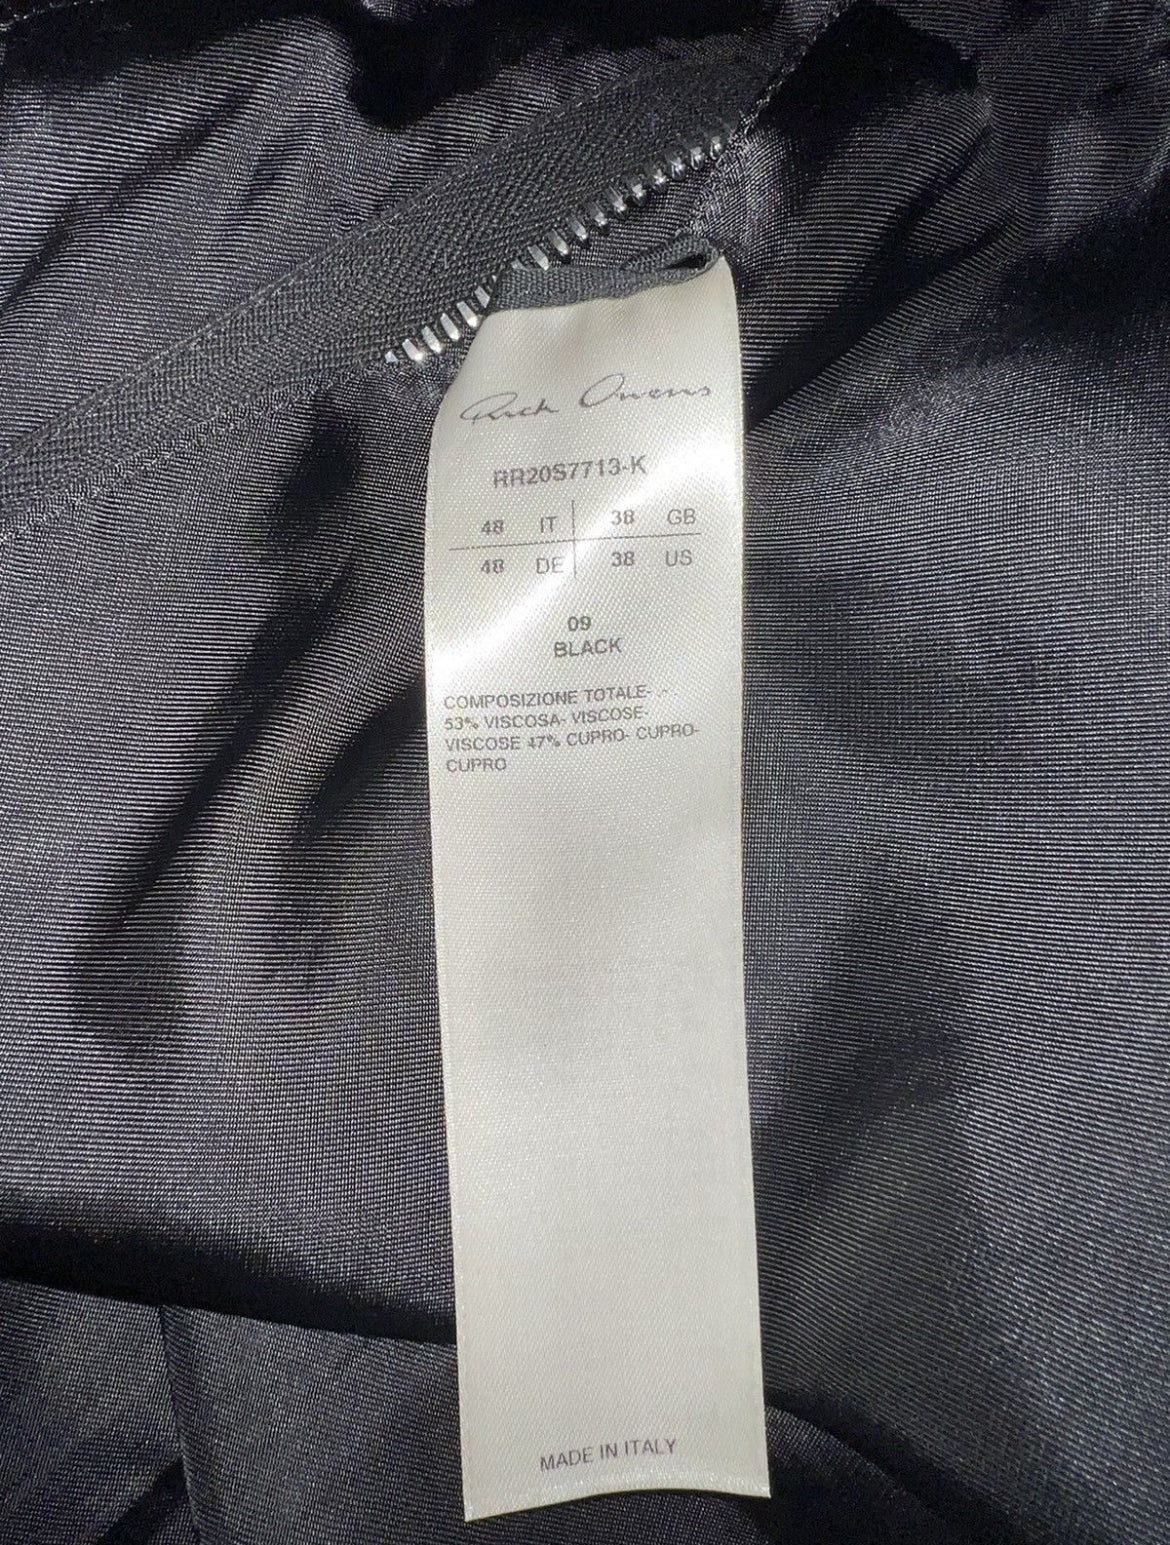 Rick Owens
RR20S7713-K
48 IT 38 GB
48 DE 38 US
09
BLACK
COMPOSIZIONE TOTALE- - -
53% VISCOSA- VISCOSE-
VISCOSE 47% CUPRO- CUPRO-
CUPRO
MADE IN ITALY